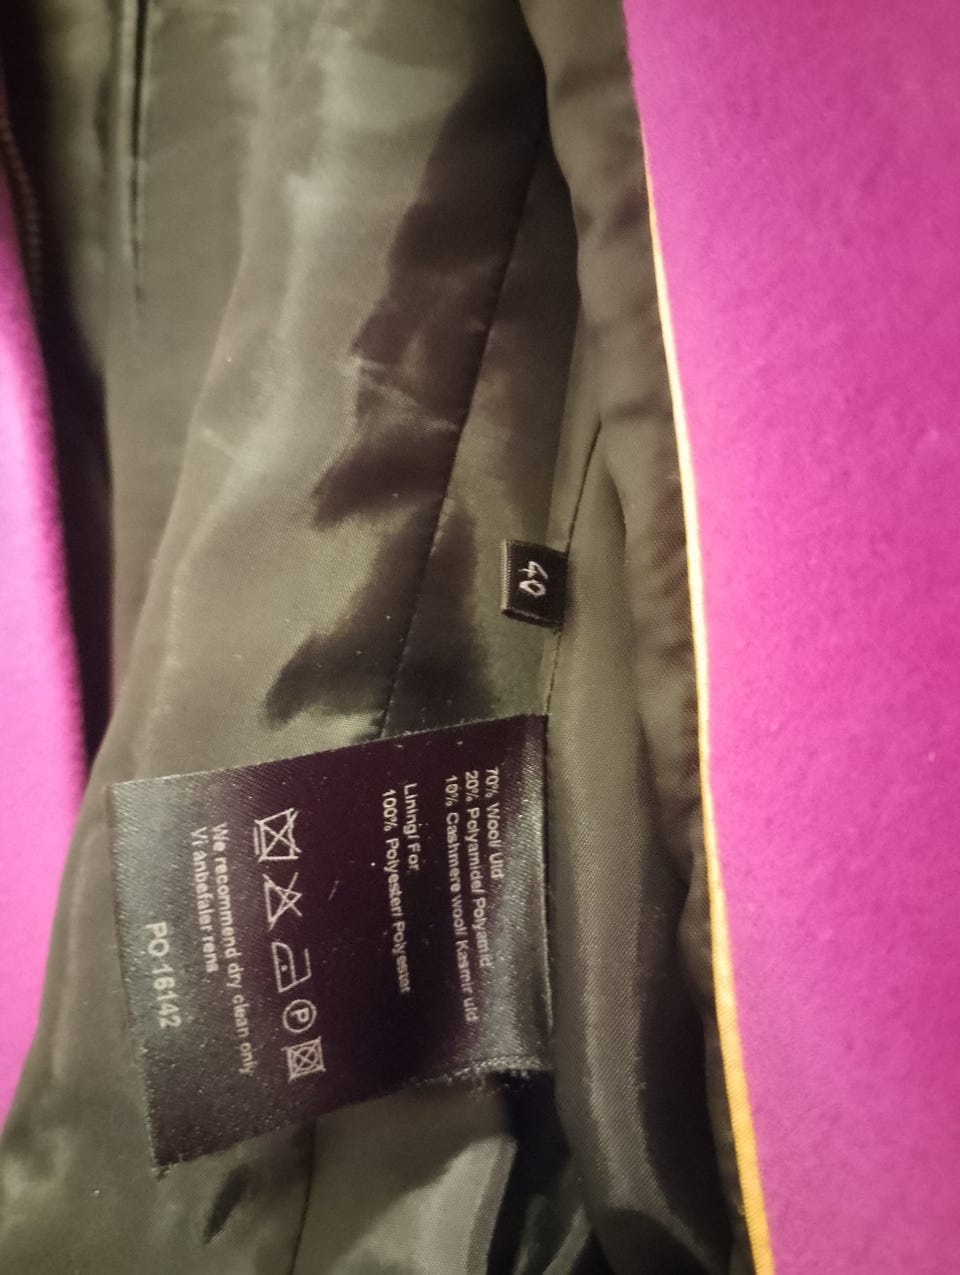 40
70% Wool/ Uld
20% Polyamide/ Polyamid
10% Cashmere wool/ Kasmir uld
Lining/ For
100% Polyester/ Polyester
P
We recommend dry clean only
Vi anbefaler rens
PO 16142